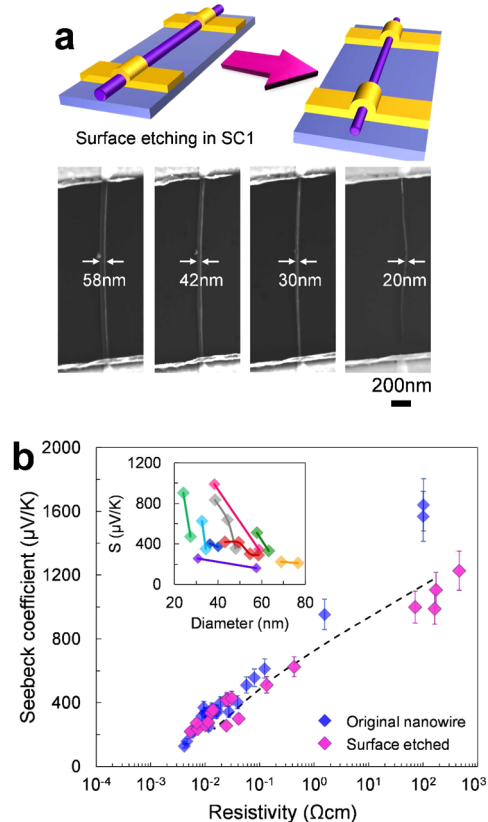 a
Surface etching in SC1
58nm
42nm
30nm
20nm
200nm
b
2000
1600
1200
800
400
0
Seebeck coefficient (μV/K)
1200
800
400
0
S (μV/K)
20 40 60 80
Diameter (nm)
Original nanowire
Surface etched
10⁻⁴ 10⁻³ 10⁻² 10⁻¹ 10⁰ 10¹ 10² 10³
Resistivity (Ωcm)